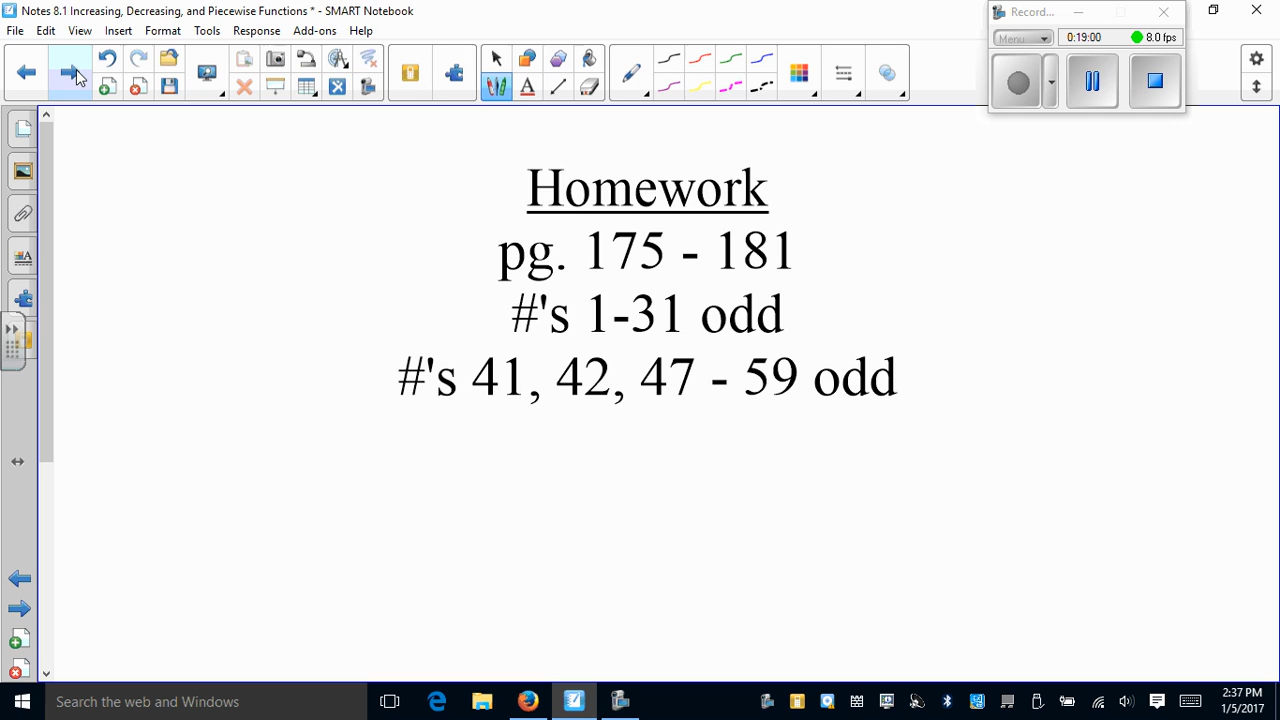 Notes 8.1 Increasing, Decreasing, and Piecewise Functions * - SMART Notebook
File Edit View Insert Format Tools Response Add-ons Help
Record...
Menu 0:19:00 8.0 fps
Homework
pg. 175 - 181
#'s 1-31 odd
#'s 41, 42, 47 - 59 odd
Search the web and Windows
2:37 PM
1/5/2017